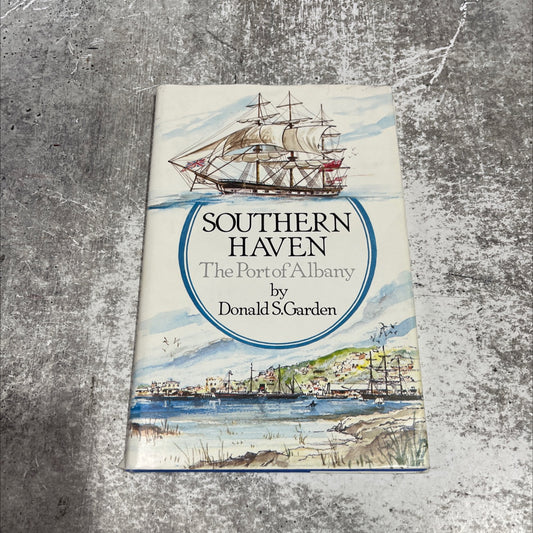 SOUTHERN
HAVEN
The Port of Albany
by
Donald S. Garden